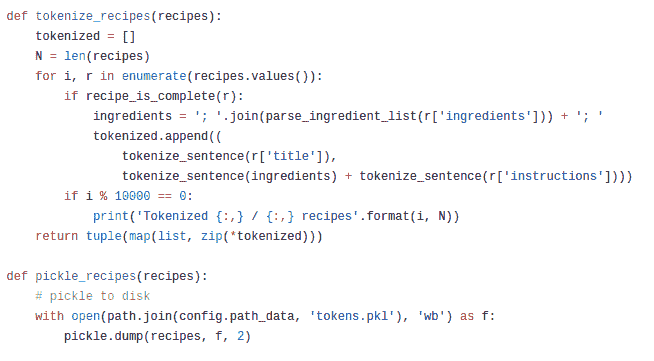 def tokenize_recipes(recipes):
    tokenized = []
    N = len(recipes)
    for i, r in enumerate(recipes.values()):
        if recipe_is_complete(r):
            ingredients = '; '.join(parse_ingredient_list(r['ingredients'])) + '; '
            tokenized.append((
                tokenize_sentence(r['title']),
                tokenize_sentence(ingredients) + tokenize_sentence(r['instructions'])))
        if i % 10000 == 0:
            print('Tokenized {:,} / {:,} recipes'.format(i, N))
    return tuple(map(list, zip(*tokenized)))

def pickle_recipes(recipes):
    # pickle to disk
    with open(path.join(config.path_data, 'tokens.pkl'), 'wb') as f:
        pickle.dump(recipes, f, 2)